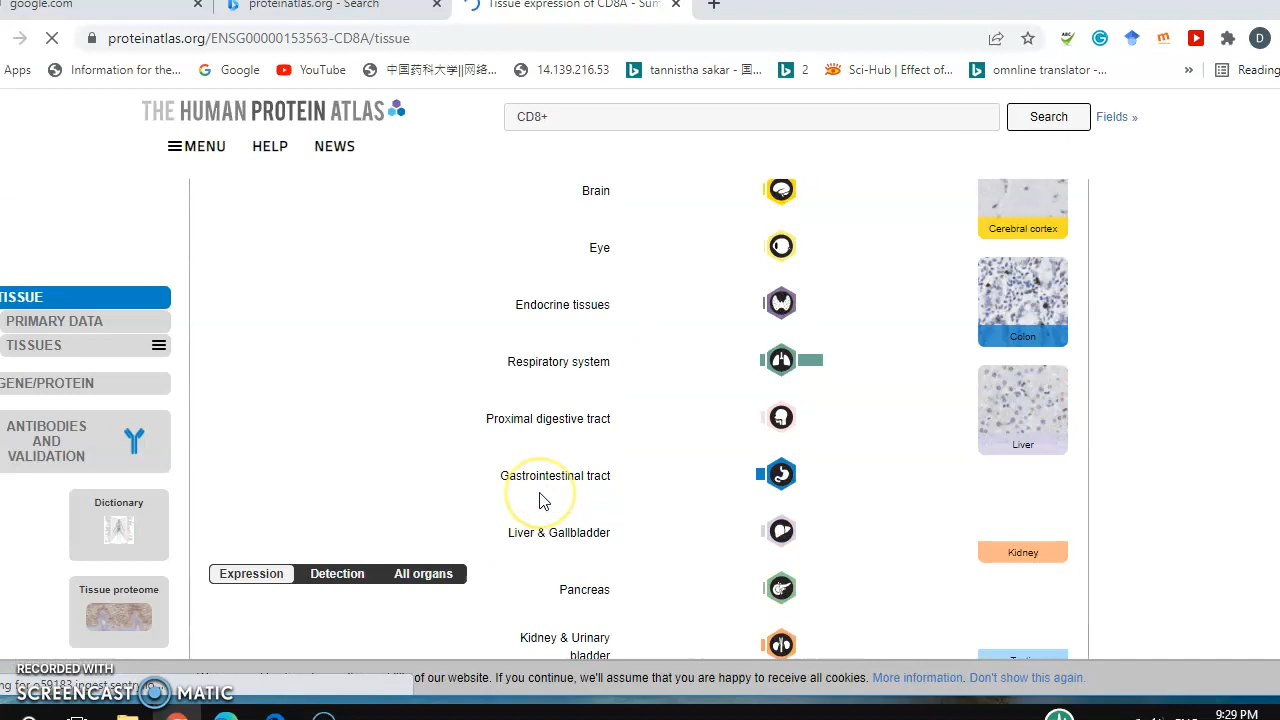 google.com
proteinatlas.org - Search
Tissue expression of CD8A - Sum
proteinatlas.org/ENSG00000153563-CD8A/tissue
ABC
D
Apps
Information for the...
Google
YouTube
中国药科大学||网络...
14.139.216.53
tannistha sakar - 国...
2
Sci-Hub | Effect of...
omnline translator -...
»
Reading
THE HUMAN PROTEIN ATLAS
CD8+
Search
Fields »
MENU
HELP
NEWS
Brain
Eye
Endocrine tissues
Respiratory system
Proximal digestive tract
Gastrointestinal tract
Liver & Gallbladder
Pancreas
Kidney & Urinary
bladder
Cerebral cortex
Colon
Liver
Kidney
TISSUE
PRIMARY DATA
TISSUES
GENE/PROTEIN
ANTIBODIES
AND
VALIDATION
Dictionary
Tissue proteome
Expression
Detection
All organs
of our website. If you continue, we'll assume that you are happy to receive all cookies. More information. Don't show this again.
RECORDED WITH
SCREENCAST MATIC
9:29 PM